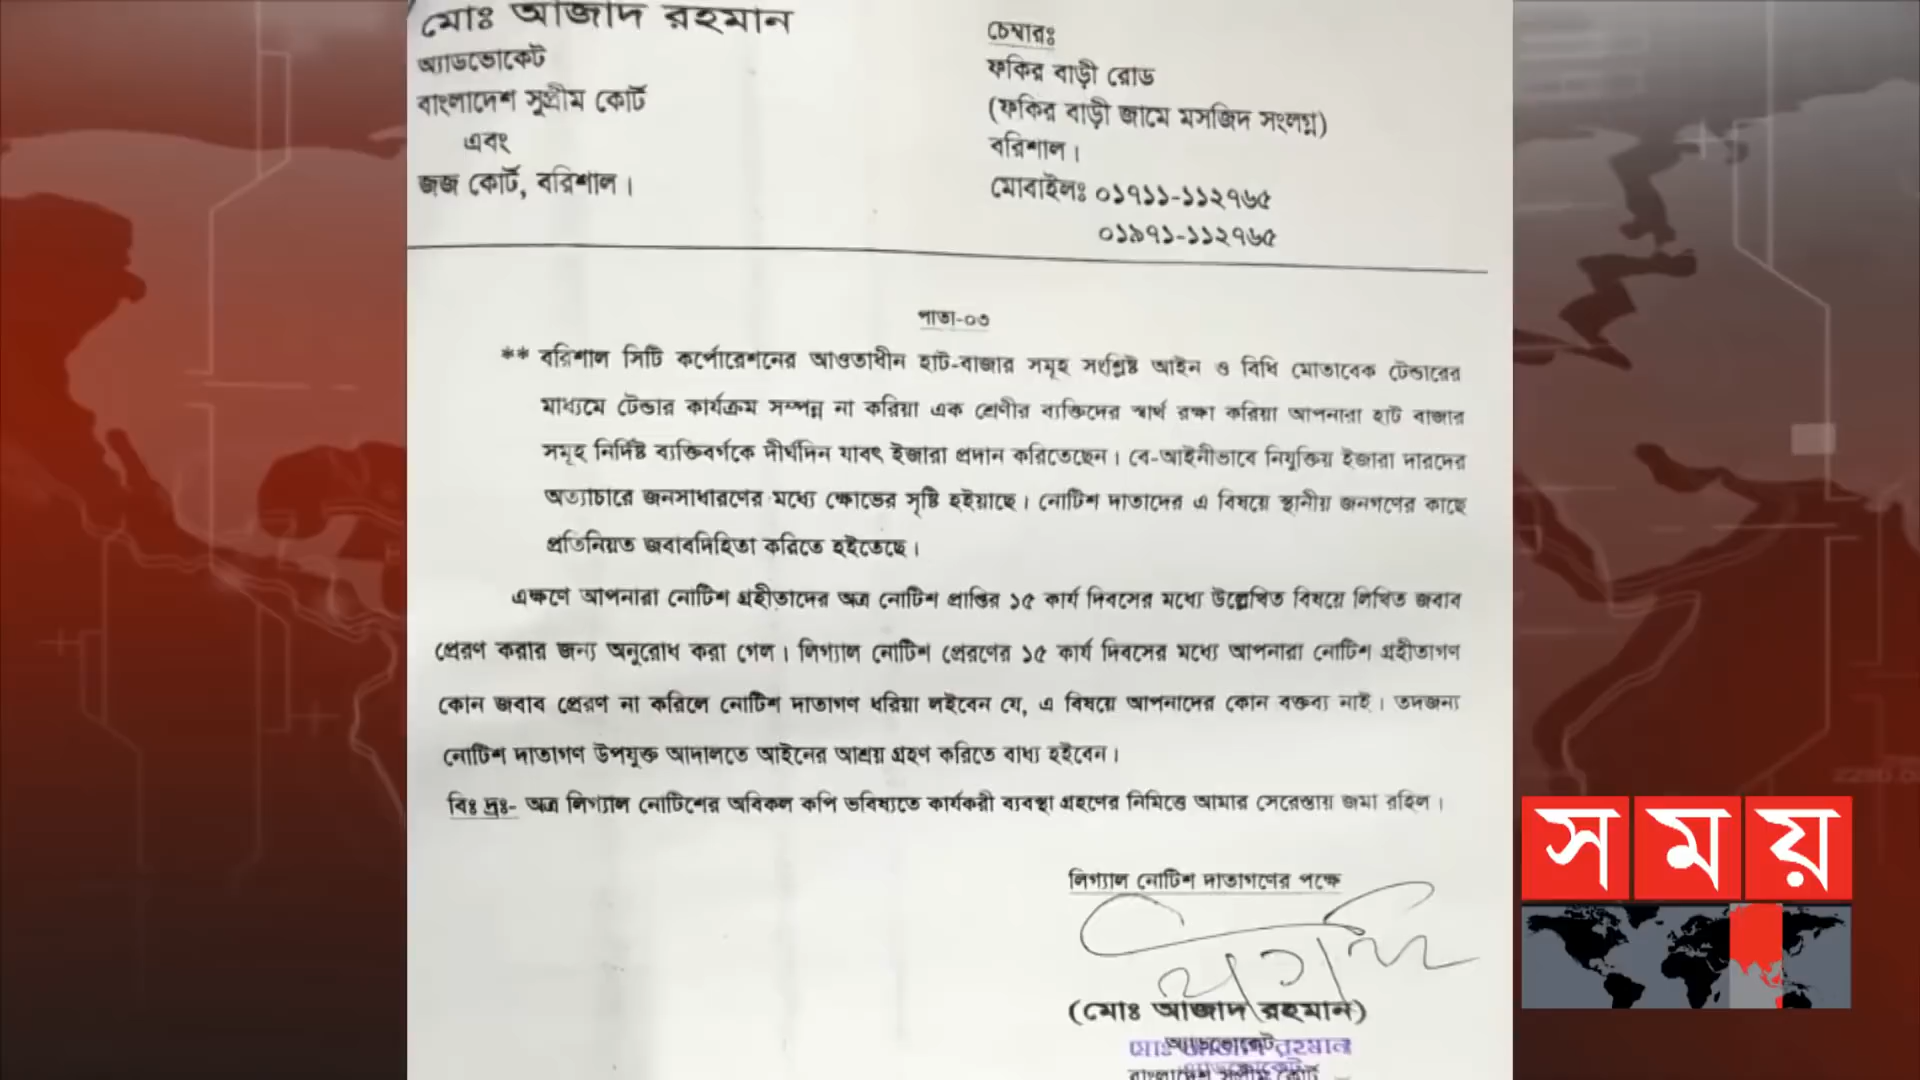 মোঃ আজাদ রহমান
অ্যাডভোকেট
বাংলাদেশ সুপ্রীম কোর্ট
এবং
জজ কোর্ট, বরিশাল।
চেম্বারঃ
ফকির বাড়ী রোড
(ফকির বাড়ী জামে মসজিদ সংলগ্ন)
বরিশাল।
মোবাইলঃ ০১৭১১-১১২৭৬৫
০১৯৭১-১১২৭৬৫
পাতা-০৩
** বরিশাল সিটি কর্পোরেশনের আওতাধীন হাট-বাজার সমূহ সংশ্লিষ্ট আইন ও বিধি মোতাবেক টেন্ডারের
মাধ্যমে টেন্ডার কার্যক্রম সম্পন্ন না করিয়া এক শ্রেণীর ব্যক্তিদের স্বার্থ রক্ষা করিয়া আপনারা হাট বাজার
সমূহ নির্দিষ্ট ব্যক্তিবর্গকে দীর্ঘদিন যাবৎ ইজারা প্রদান করিতেছেন। বে-আইনীভাবে নিযুক্তিয় ইজারা দারদের
অত্যাচারে জনসাধারণের মধ্যে ক্ষোভের সৃষ্টি হইয়াছে। নোটিশ দাতাদের এ বিষয়ে স্থানীয় জনগণের কাছে
প্রতিনিয়ত জবাবদিহিতা করিতে হইতেছে।
এক্ষণে আপনারা নোটিশ গ্রহীতাদের অত্র নোটিশ প্রাপ্তির ১৫ কার্য দিবসের মধ্যে উল্লেখিত বিষয়ে লিখিত জবাব
প্রেরণ করার জন্য অনুরোধ করা গেল। লিগ্যাল নোটিশ প্রেরণের ১৫ কার্য দিবসের মধ্যে আপনারা নোটিশ গ্রহীতাগণ
কোন জবাব প্রেরণ না করিলে নোটিশ দাতাগণ ধরিয়া লইবেন যে, এ বিষয়ে আপনাদের কোন বক্তব্য নাই। তদজন্য
নোটিশ দাতাগণ উপযুক্ত আদালতে আইনের আশ্রয় গ্রহণ করিতে বাধ্য হইবেন।
বিঃ দ্রঃ- অত্র লিগ্যাল নোটিশের অবিকল কপি ভবিষ্যতে কার্যকরী ব্যবস্থা গ্রহণের নিমিত্তে আমার সেরেস্তায় জমা রহিল।
লিগ্যাল নোটিশ দাতাগণের পক্ষে
(মোঃ আজাদ রহমান)
অ্যাডভোকেট
বাংলাদেশ সুপ্রীম কোর্ট
সময়